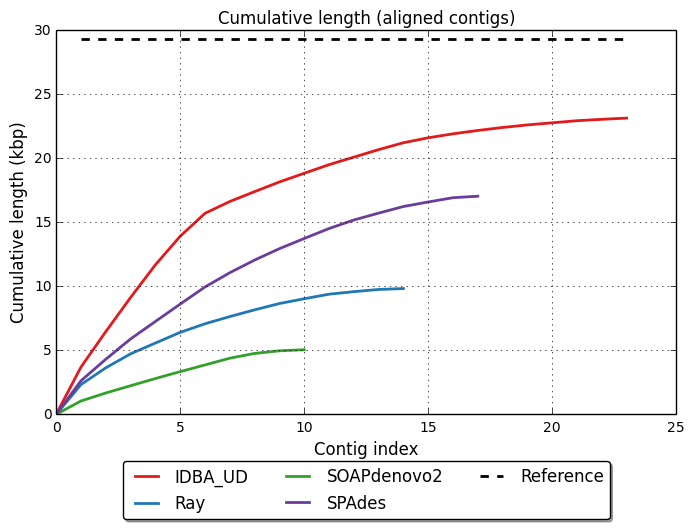 Cumulative length (aligned contigs)
30
25
20
15
10
5
0
Cumulative length (kbp)
0 5 10 15 20 25
Contig index
IDBA_UD SOAPdenovo2 Reference
Ray SPAdes